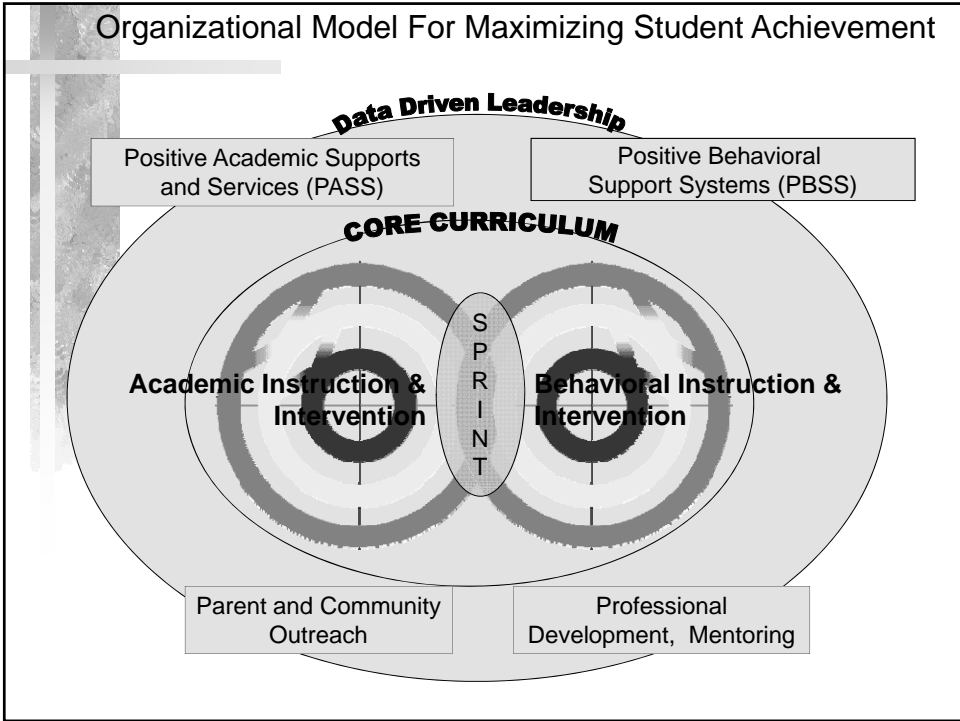 Organizational Model For Maximizing Student Achievement
Data Driven Leadership
Positive Academic Supports
and Services (PASS)
Positive Behavioral
Support Systems (PBSS)
CORE CURRICULUM
Academic Instruction &
Intervention
S
P
R
I
N
T
Behavioral Instruction &
Intervention
Parent and Community
Outreach
Professional
Development, Mentoring